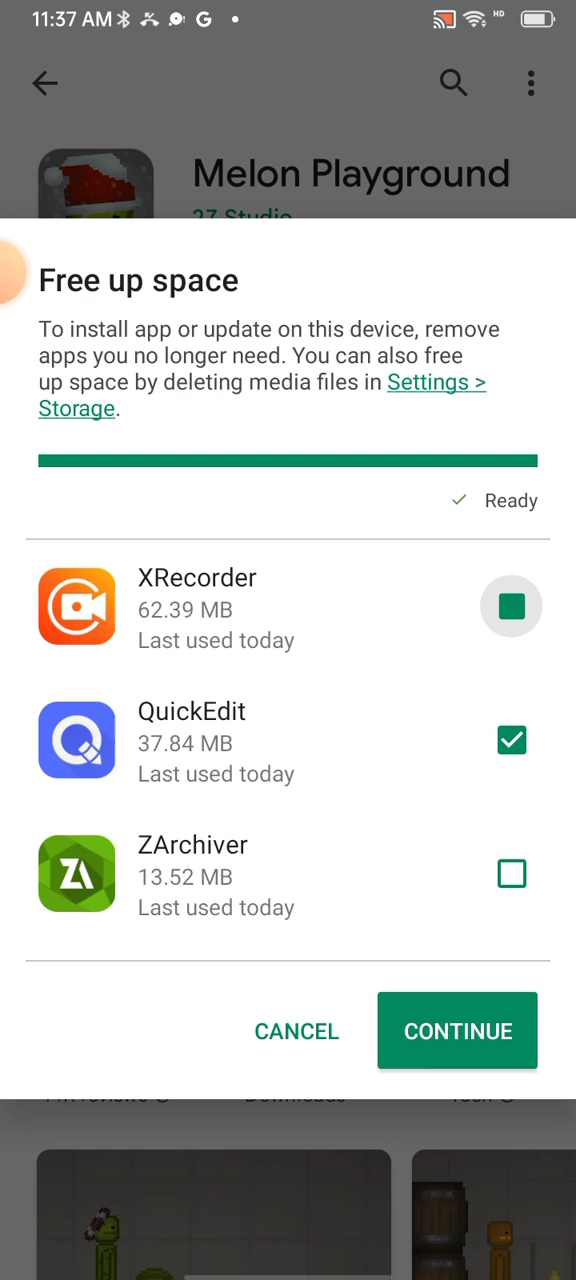 11:37 AM
HD
Melon Playground
27 Studio
Free up space
To install app or update on this device, remove
apps you no longer need. You can also free
up space by deleting media files in Settings >
Storage.
Ready
XRecorder
62.39 MB
Last used today
QuickEdit
37.84 MB
Last used today
ZArchiver
13.52 MB
Last used today
CANCEL
CONTINUE